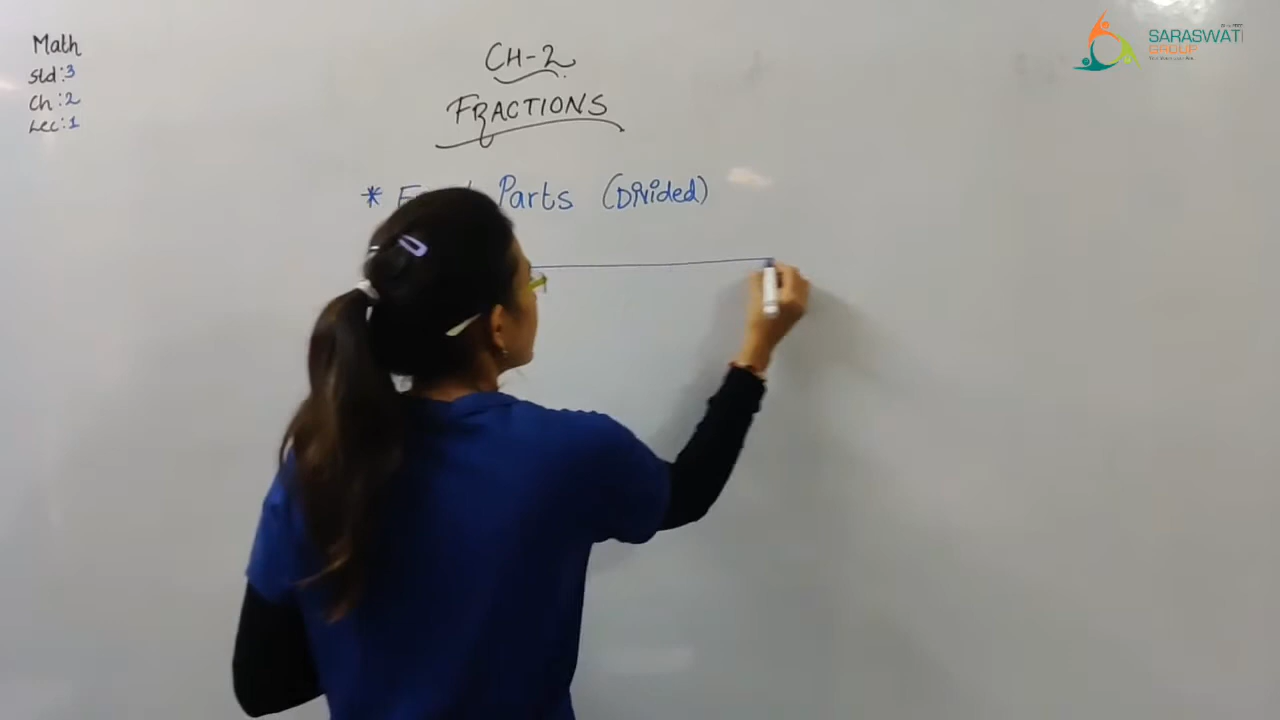 Math
Std:3
Ch:2
Lec:1
CH-2
FRACTIONS
* Parts (Divided)
SARASWATI
GROUP